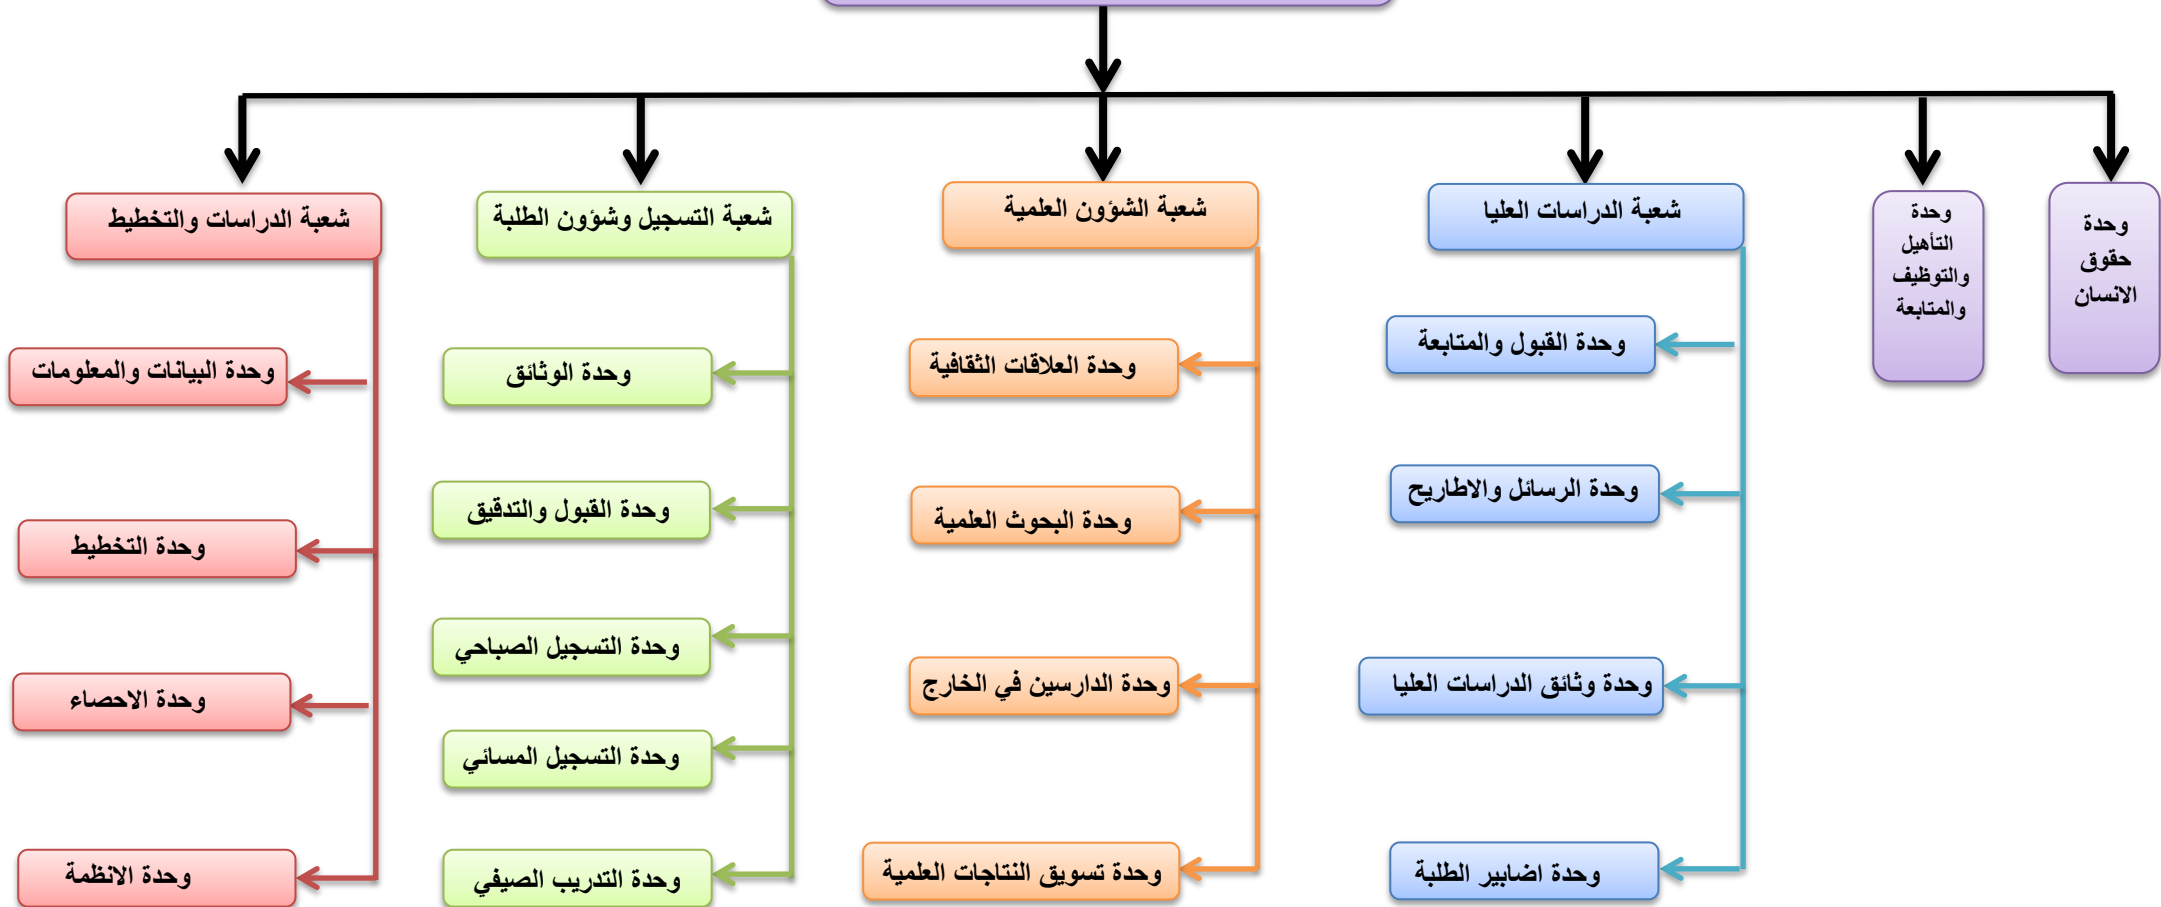 وحدة
حقوق
الانسان
وحدة
التأهيل
والتوظيف
والمتابعة
شعبة الدراسات العليا
وحدة القبول والمتابعة
وحدة الرسائل والاطاريح
وحدة وثائق الدراسات العليا
وحدة اضابير الطلبة
شعبة الشؤون العلمية
وحدة العلاقات الثقافية
وحدة البحوث العلمية
وحدة الدارسين في الخارج
وحدة تسويق النتاجات العلمية
شعبة التسجيل وشؤون الطلبة
وحدة الوثائق
وحدة القبول والتدقيق
وحدة التسجيل الصباحي
وحدة التسجيل المسائي
وحدة التدريب الصيفي
شعبة الدراسات والتخطيط
وحدة البيانات والمعلومات
وحدة التخطيط
وحدة الاحصاء
وحدة الانظمة